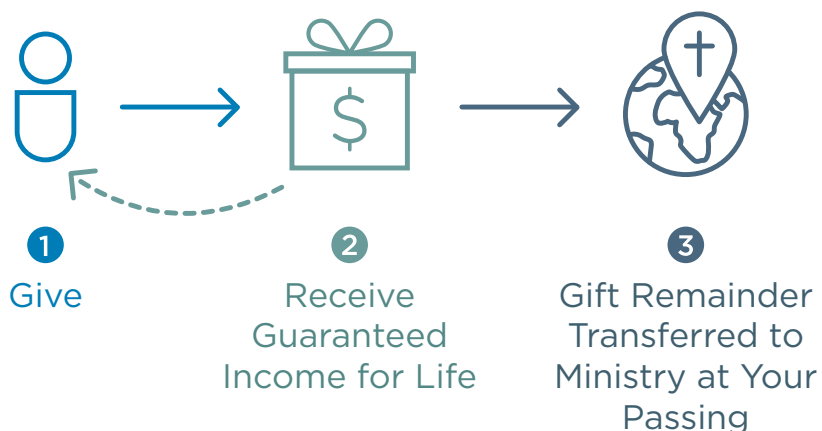 $
1
Give
2
Receive
Guaranteed
Income for Life
3
Gift Remainder
Transferred to
Ministry at Your
Passing